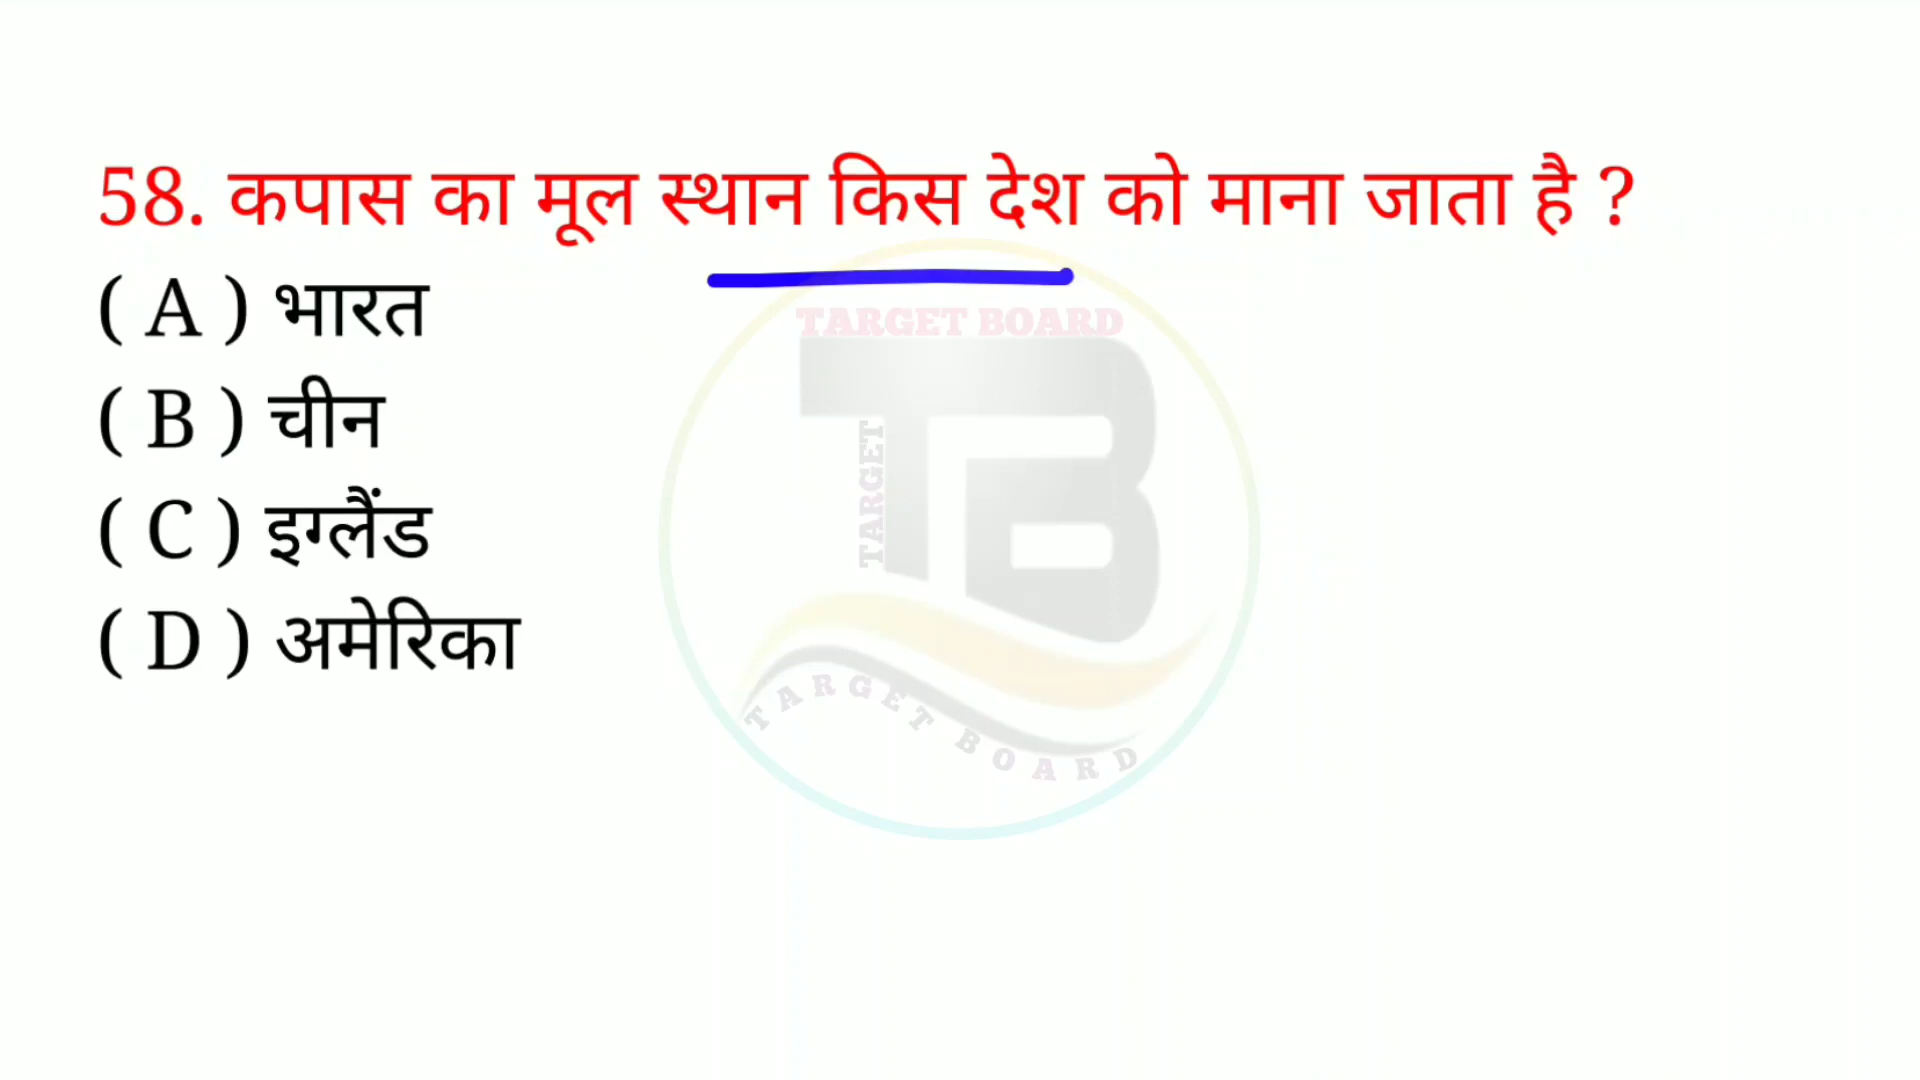 58. कपास का मूल स्थान किस देश को माना जाता है ?
( A ) भारत
( B ) चीन
( C ) इग्लैंड
( D ) अमेरिका
TARGET BOARD
TB
TARGET
TARGET BOARD